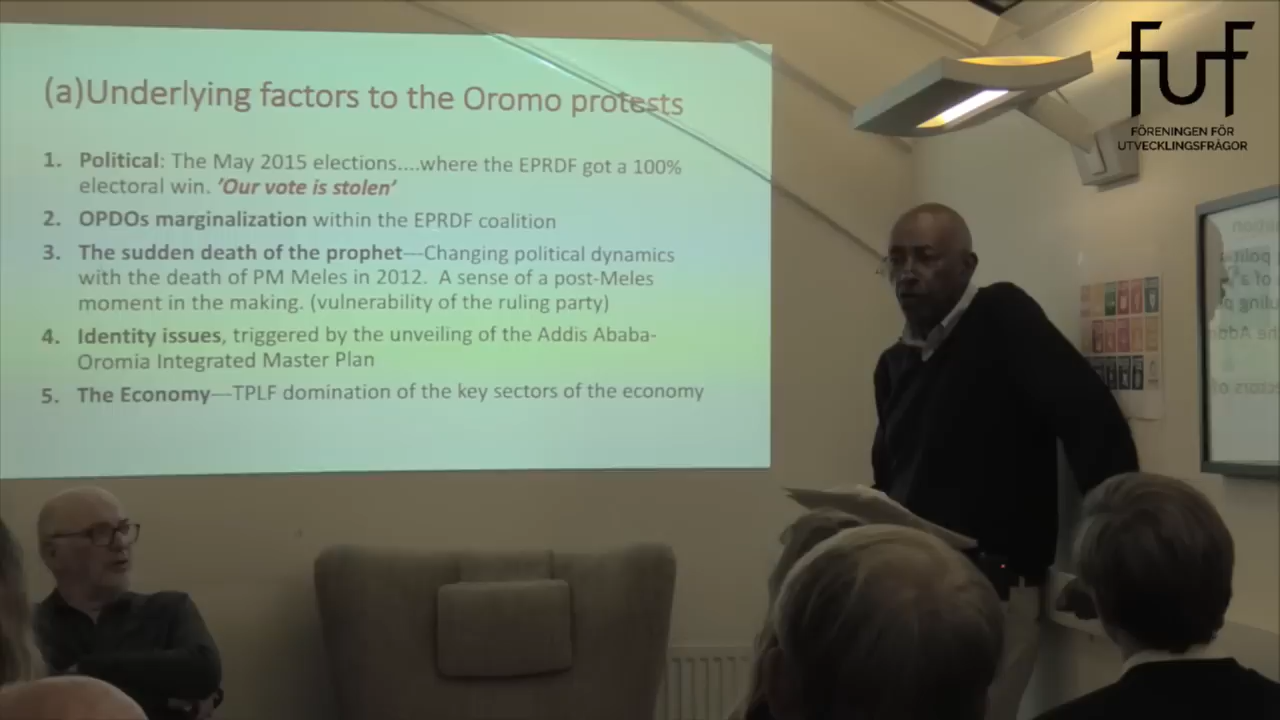 (a)Underlying factors to the Oromo protests
1. Political: The May 2015 elections....where the EPRDF got a 100%
electoral win. ‘Our vote is stolen’
2. OPDOs marginalization within the EPRDF coalition
3. The sudden death of the prophet—Changing political dynamics
with the death of PM Meles in 2012. A sense of a post-Meles
moment in the making. (vulnerability of the ruling party)
4. Identity issues, triggered by the unveiling of the Addis Ababa-
Oromia Integrated Master Plan
5. The Economy—TPLF domination of the key sectors of the economy
fuf
FÖRENINGEN FÖR
UTVECKLINGSFRÅGOR